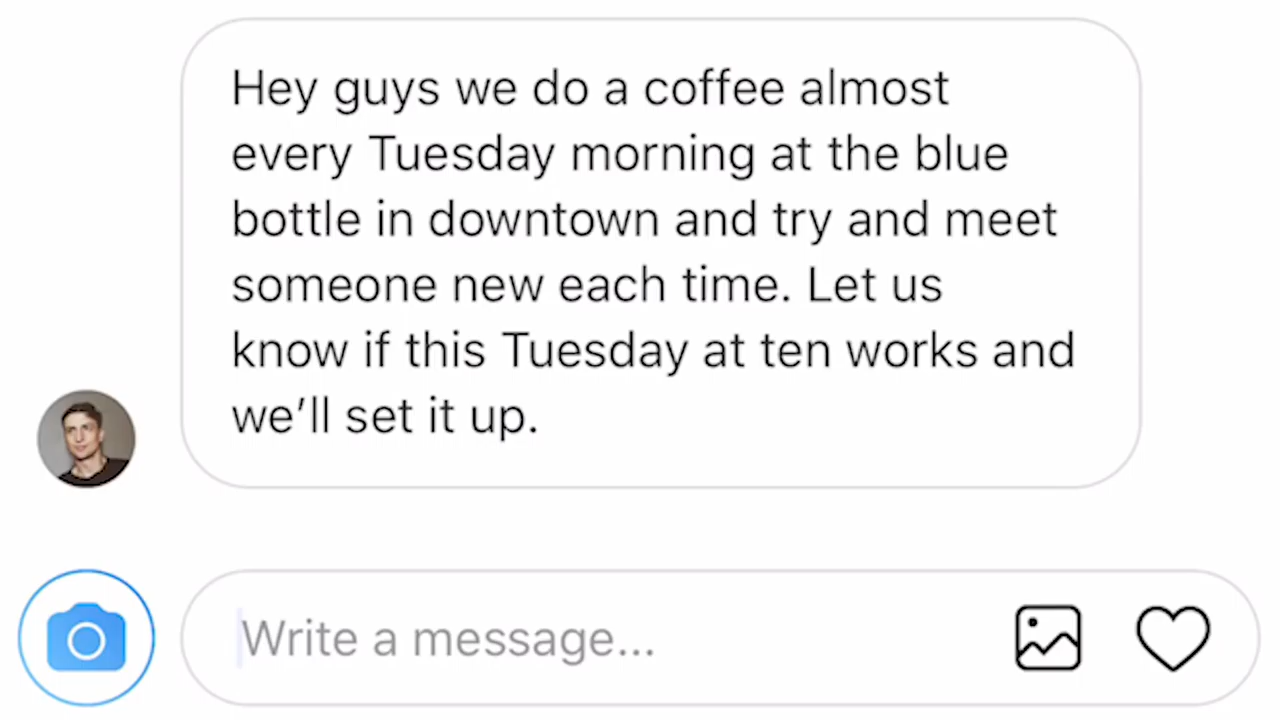 Hey guys we do a coffee almost
every Tuesday morning at the blue
bottle in downtown and try and meet
someone new each time. Let us
know if this Tuesday at ten works and
we’ll set it up.
Write a message...